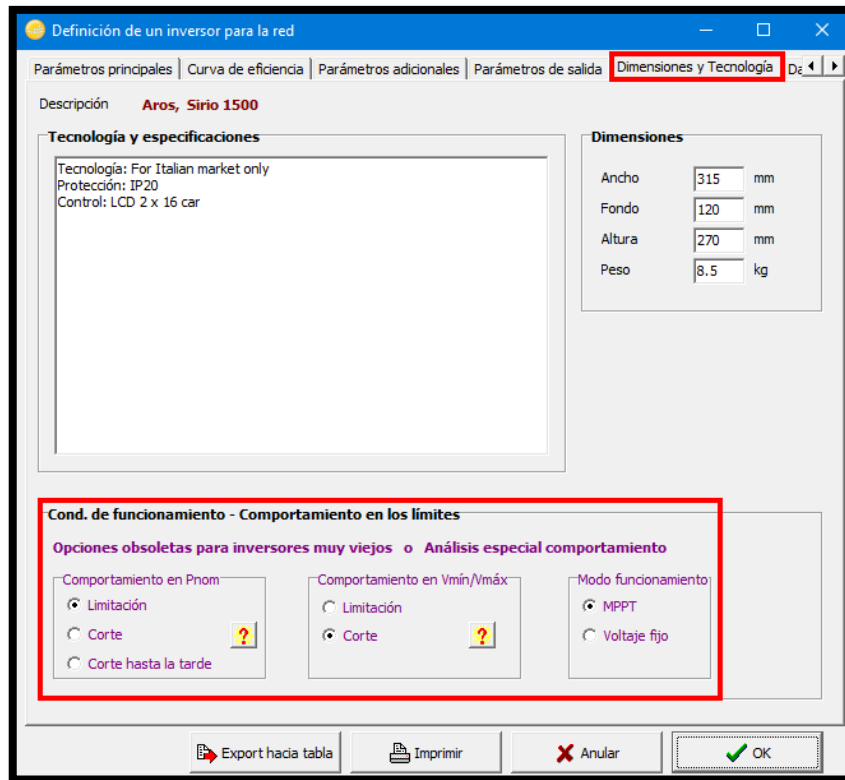 Definición de un inversor para la red
Parámetros principales Curva de eficiencia Parámetros adicionales Parámetros de salida Dimensiones y Tecnología Da
Descripción Aros, Sirio 1500
Tecnología y especificaciones
Tecnología: For Italian market only
Protección: IP20
Control: LCD 2 x 16 car
Dimensiones
Ancho 315 mm
Fondo 120 mm
Altura 270 mm
Peso 8.5 kg
Cond. de funcionamiento - Comportamiento en los límites
Opciones obsoletas para inversores muy viejos o Análisis especial comportamiento
Comportamiento en Pnom
Limitación
Corte ?
Corte hasta la tarde
Comportamiento en Vmín/Vmáx
Limitación
Corte ?
Modo funcionamiento
MPPT
Voltaje fijo
Export hacia tabla Imprimir Anular OK